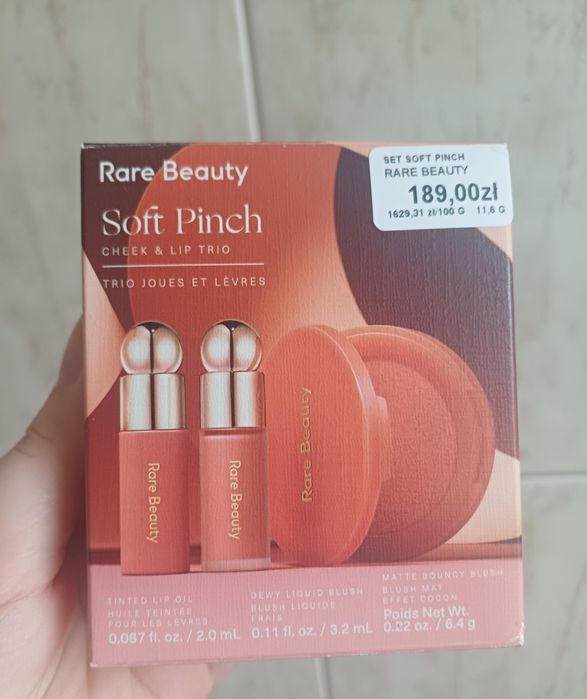 Rare Beauty
Soft Pinch
CHEEK & LIP TRIO
TRIO JOUES ET LÈVRES
SET SOFT PINCH
RARE BEAUTY
189,00zł
1629,31 zł/100 G 11,6 G
Rare Beauty
Rare Beauty
Rare Beauty
TINTED LIP OIL
HUILE TEINTÉE
POUR LES LÈVRES
0.067 fl. oz. / 2.0 mL
DEWY LIQUID BLUSH
BLUSH LIQUIDE
FRAIS
0.11 fl. oz. / 3.2 mL
MATTE BOUNCY BLUSH
BLUSH MAT
EFFET COCON
Poids Net Wt.
0.22 oz. / 6.4 g